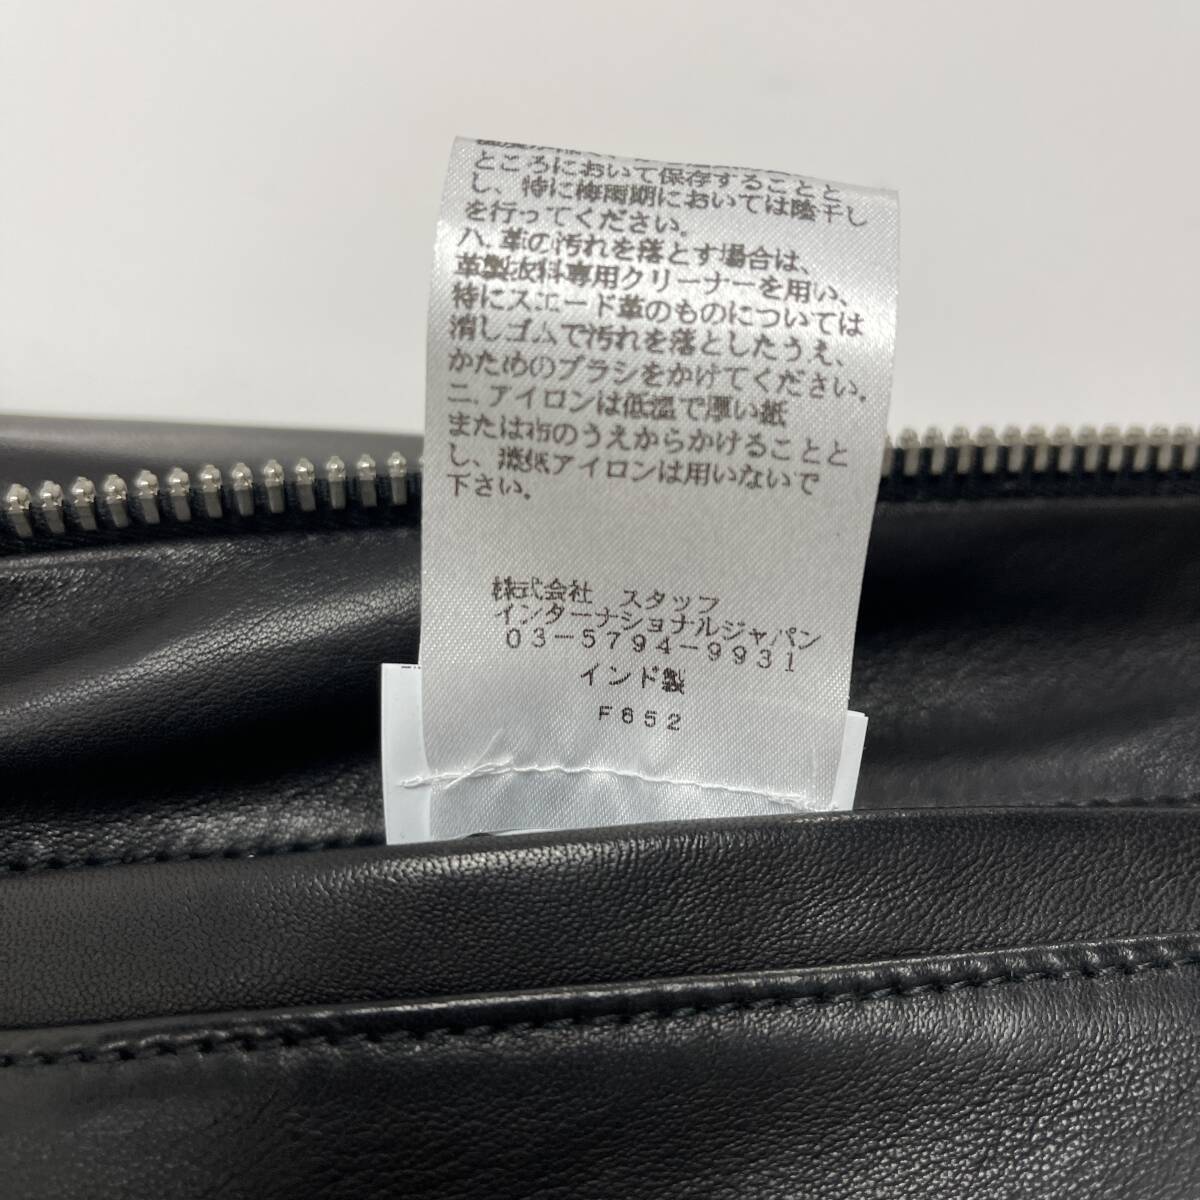 ところにおいて保存することと
し、特に梅雨期においては陰干し
を行ってください。
ハ.革の汚れを落とす場合は、
革製衣料専用クリーナーを用い、
特にスエード革のものについては
消しゴムで汚れを落としたうえ、
かためのブラシをかけてください。
ニ.アイロンは低温で厚い紙
または布のうえからかけることと
し、蒸気アイロンは用いないで
下さい。
株式会社 スタッフ
インターナショナルジャパン
03-5794-9931
インド製
F652